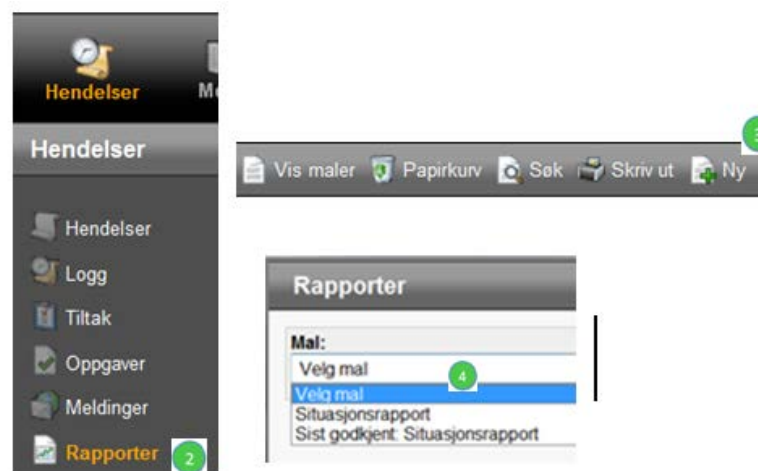 Hendelser
Hendelser
Hendelser
Logg
Tiltak
Oppgaver
Meldinger
Rapporter 2
3
Vis maler Papirkurv Søk Skriv ut Ny
Rapporter
Mal:
Velg mal 4
Velg mal
Situasjonsrapport
Sist godkjent: Situasjonsrapport